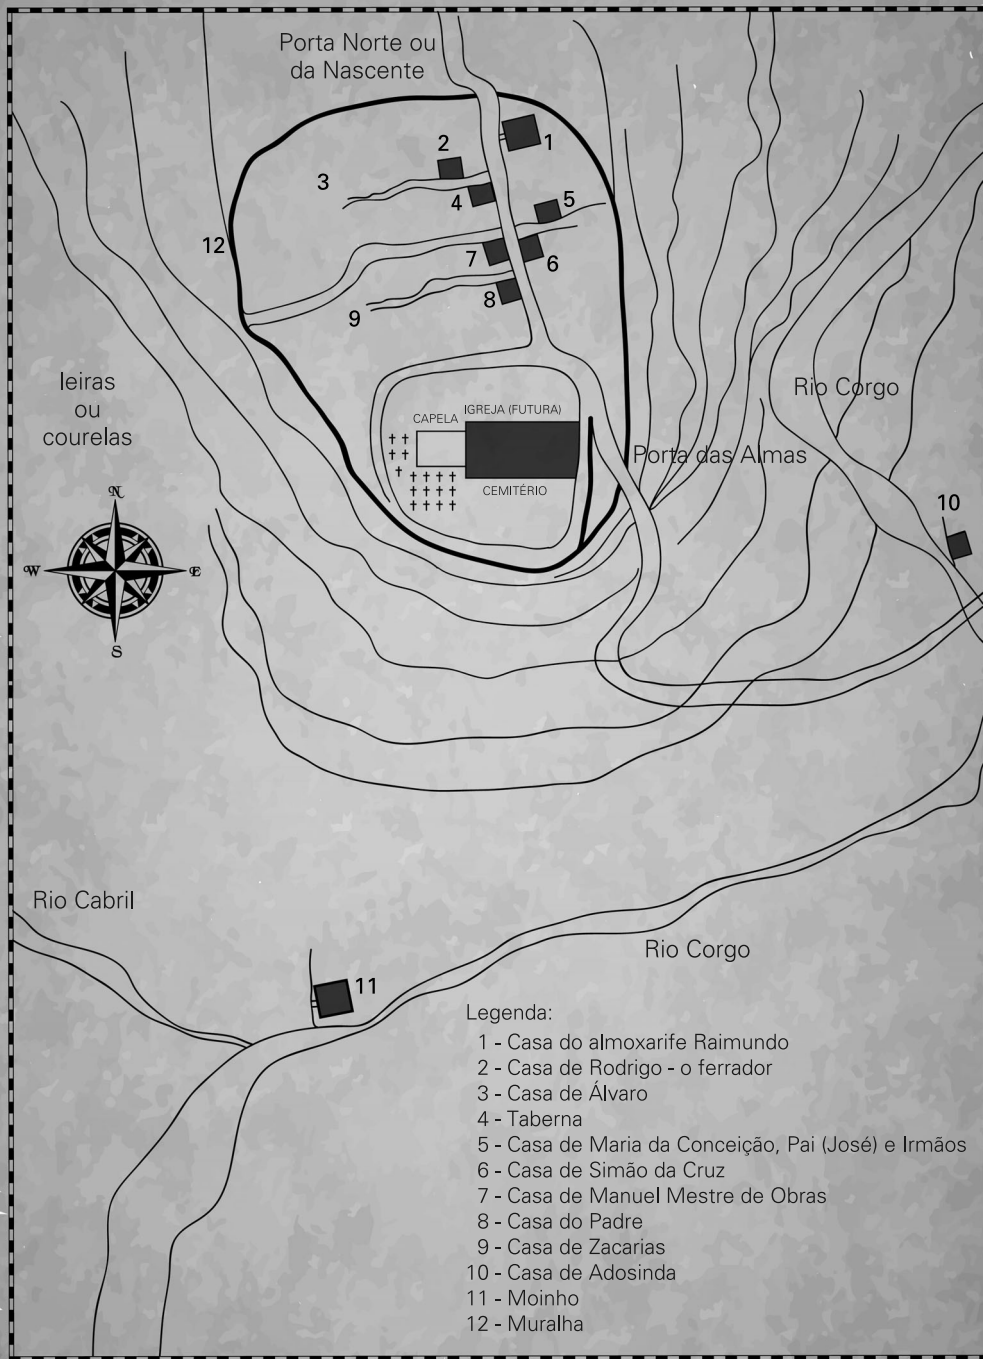 Porta Norte ou
da Nascente
1
2
3
4
5
12
7
6
8
9
leiras
ou
courelas
Rio Corgo
IGREJA (FUTURA)
CAPELA
Porta das Almas
CEMITÉRIO
10
N
W
E
S
Rio Cabril
Rio Corgo
11
Legenda:
1 - Casa do almoxarife Raimundo
2 - Casa de Rodrigo - o ferrador
3 - Casa de Álvaro
4 - Taberna
5 - Casa de Maria da Conceição, Pai (José) e Irmãos
6 - Casa de Simão da Cruz
7 - Casa de Manuel Mestre de Obras
8 - Casa do Padre
9 - Casa de Zacarias
10 - Casa de Adosinda
11 - Moinho
12 - Muralha